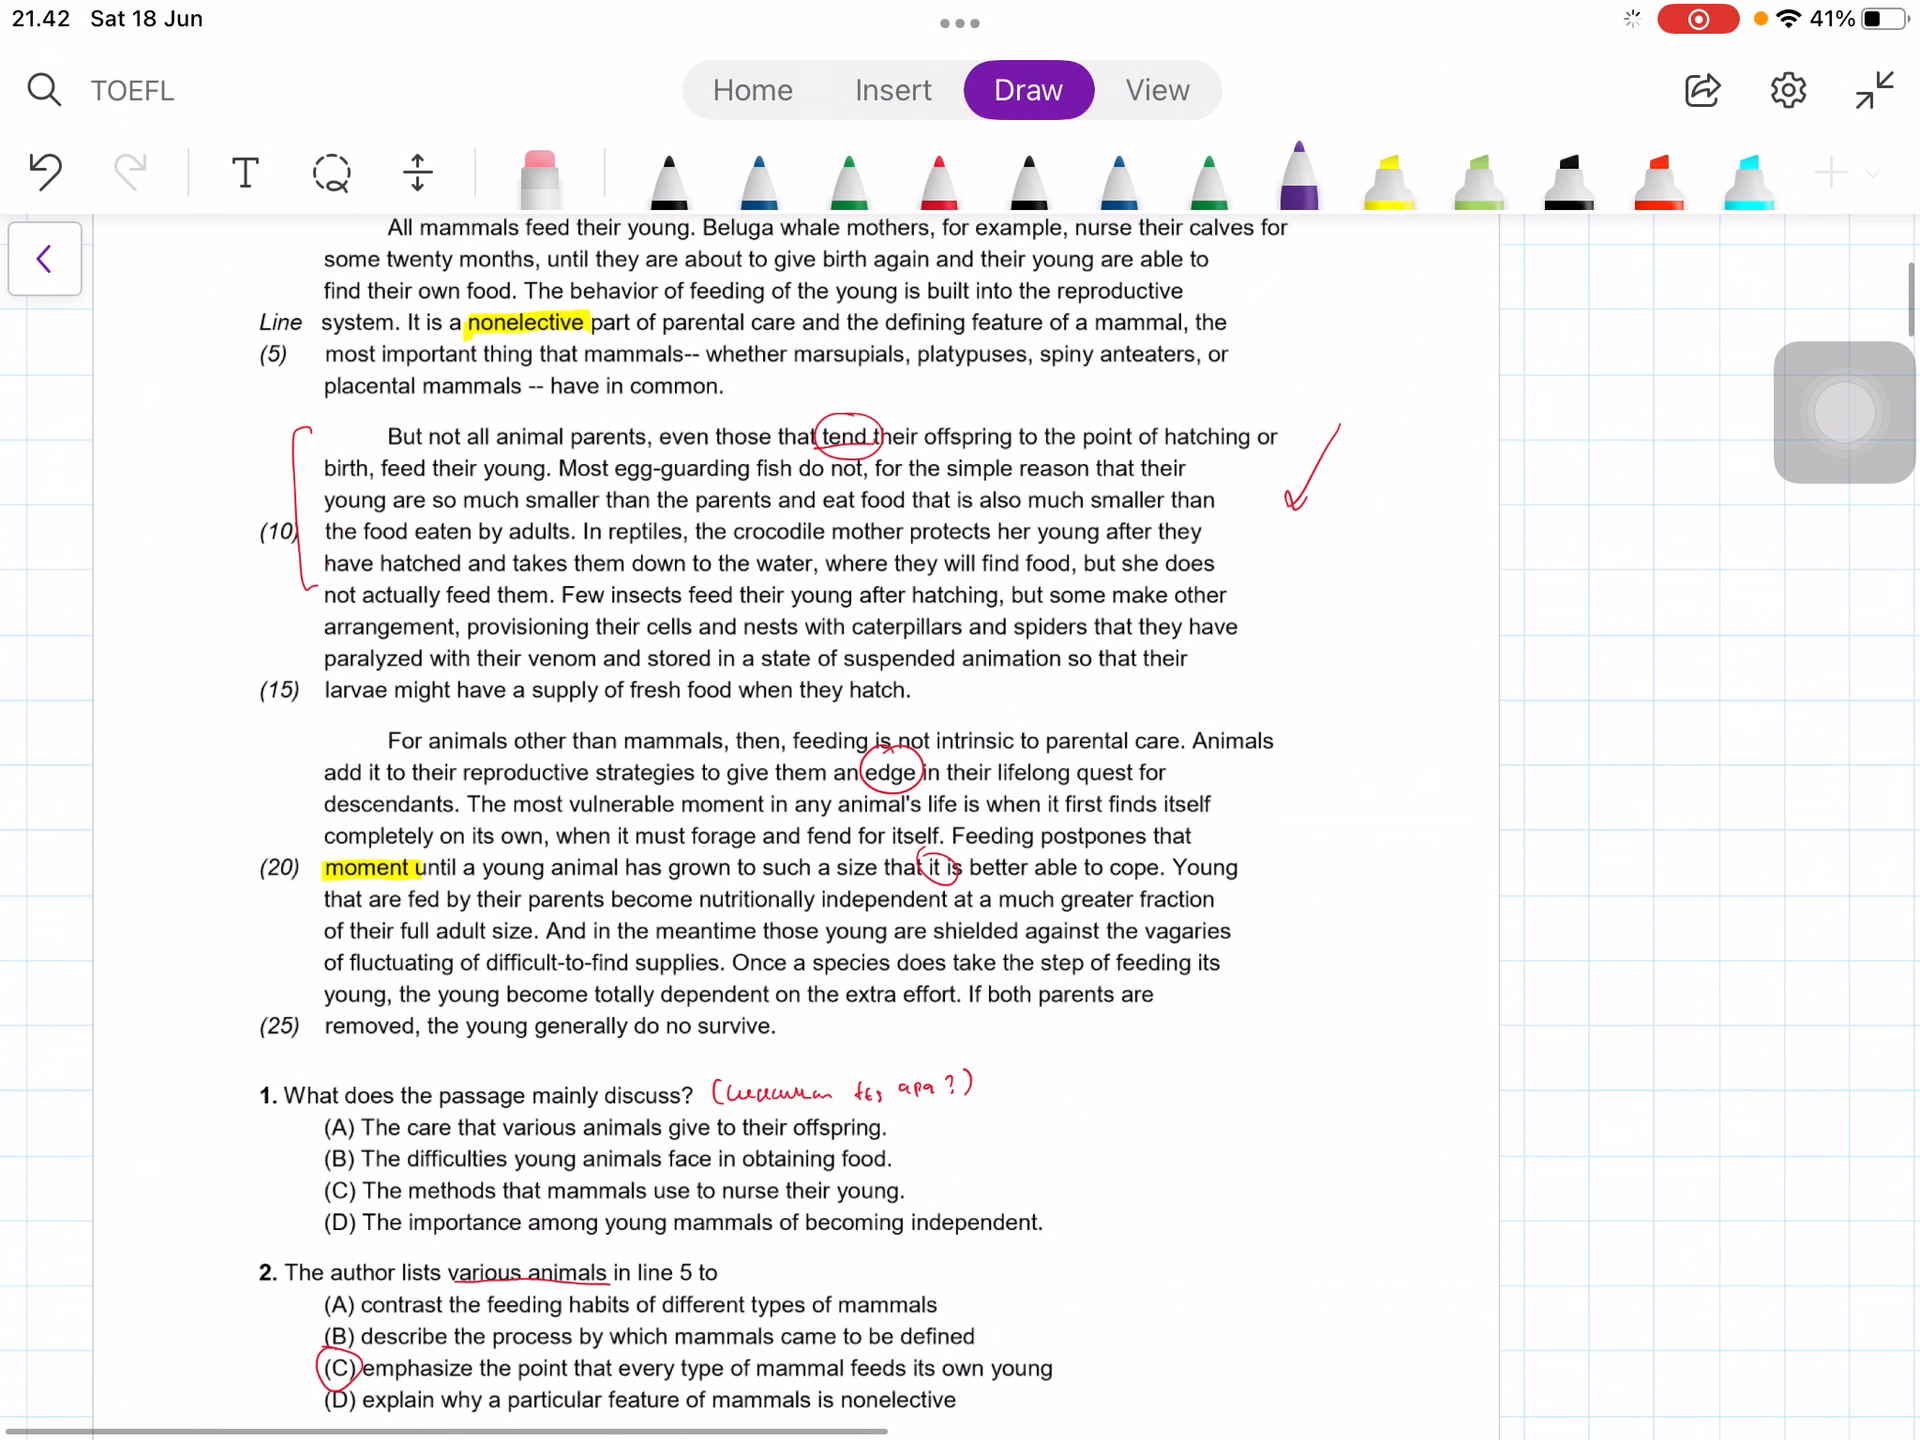 21.42 Sat 18 Jun
41%
TOEFL
Home Insert Draw View
All mammals feed their young. Beluga whale mothers, for example, nurse their calves for
some twenty months, until they are about to give birth again and their young are able to
find their own food. The behavior of feeding of the young is built into the reproductive
Line system. It is a nonelective part of parental care and the defining feature of a mammal, the
(5) most important thing that mammals-- whether marsupials, platypuses, spiny anteaters, or
placental mammals -- have in common.
But not all animal parents, even those that tend their offspring to the point of hatching or
birth, feed their young. Most egg-guarding fish do not, for the simple reason that their
young are so much smaller than the parents and eat food that is also much smaller than
(10) the food eaten by adults. In reptiles, the crocodile mother protects her young after they
have hatched and takes them down to the water, where they will find food, but she does
not actually feed them. Few insects feed their young after hatching, but some make other
arrangement, provisioning their cells and nests with caterpillars and spiders that they have
paralyzed with their venom and stored in a state of suspended animation so that their
(15) larvae might have a supply of fresh food when they hatch.
For animals other than mammals, then, feeding is not intrinsic to parental care. Animals
add it to their reproductive strategies to give them an edge in their lifelong quest for
descendants. The most vulnerable moment in any animal's life is when it first finds itself
completely on its own, when it must forage and fend for itself. Feeding postpones that
(20) moment until a young animal has grown to such a size that it is better able to cope. Young
that are fed by their parents become nutritionally independent at a much greater fraction
of their full adult size. And in the meantime those young are shielded against the vagaries
of fluctuating of difficult-to-find supplies. Once a species does take the step of feeding its
young, the young become totally dependent on the extra effort. If both parents are
(25) removed, the young generally do no survive.
1. What does the passage mainly discuss? ( apa ?)
(A) The care that various animals give to their offspring.
(B) The difficulties young animals face in obtaining food.
(C) The methods that mammals use to nurse their young.
(D) The importance among young mammals of becoming independent.
2. The author lists various animals in line 5 to
(A) contrast the feeding habits of different types of mammals
(B) describe the process by which mammals came to be defined
(C) emphasize the point that every type of mammal feeds its own young
(D) explain why a particular feature of mammals is nonelective